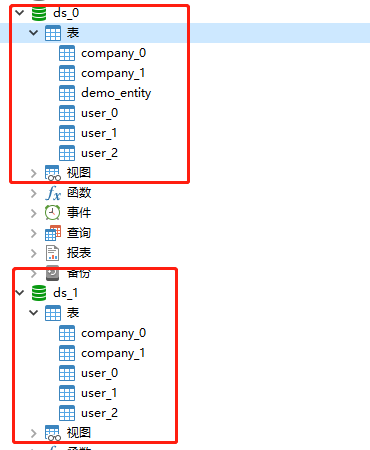 ds_0
表
company_0
company_1
demo_entity
user_0
user_1
user_2
视图
函数
事件
查询
报表
备份
ds_1
表
company_0
company_1
user_0
user_1
user_2
视图